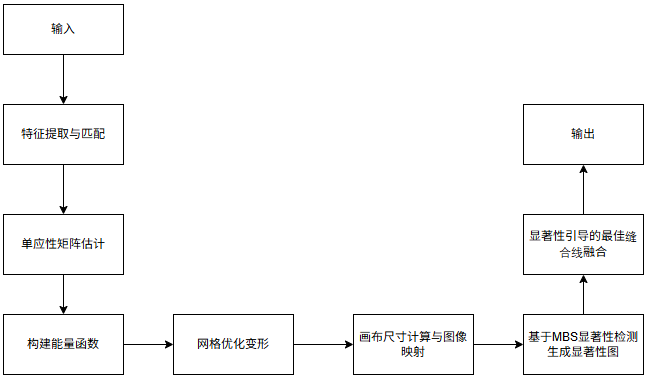 输入
特征提取与匹配
单应性矩阵估计
构建能量函数
网格优化变形
画布尺寸计算与图像
映射
基于MBS显著性检测
生成显著性图
显著性引导的最佳缝
合线融合
输出